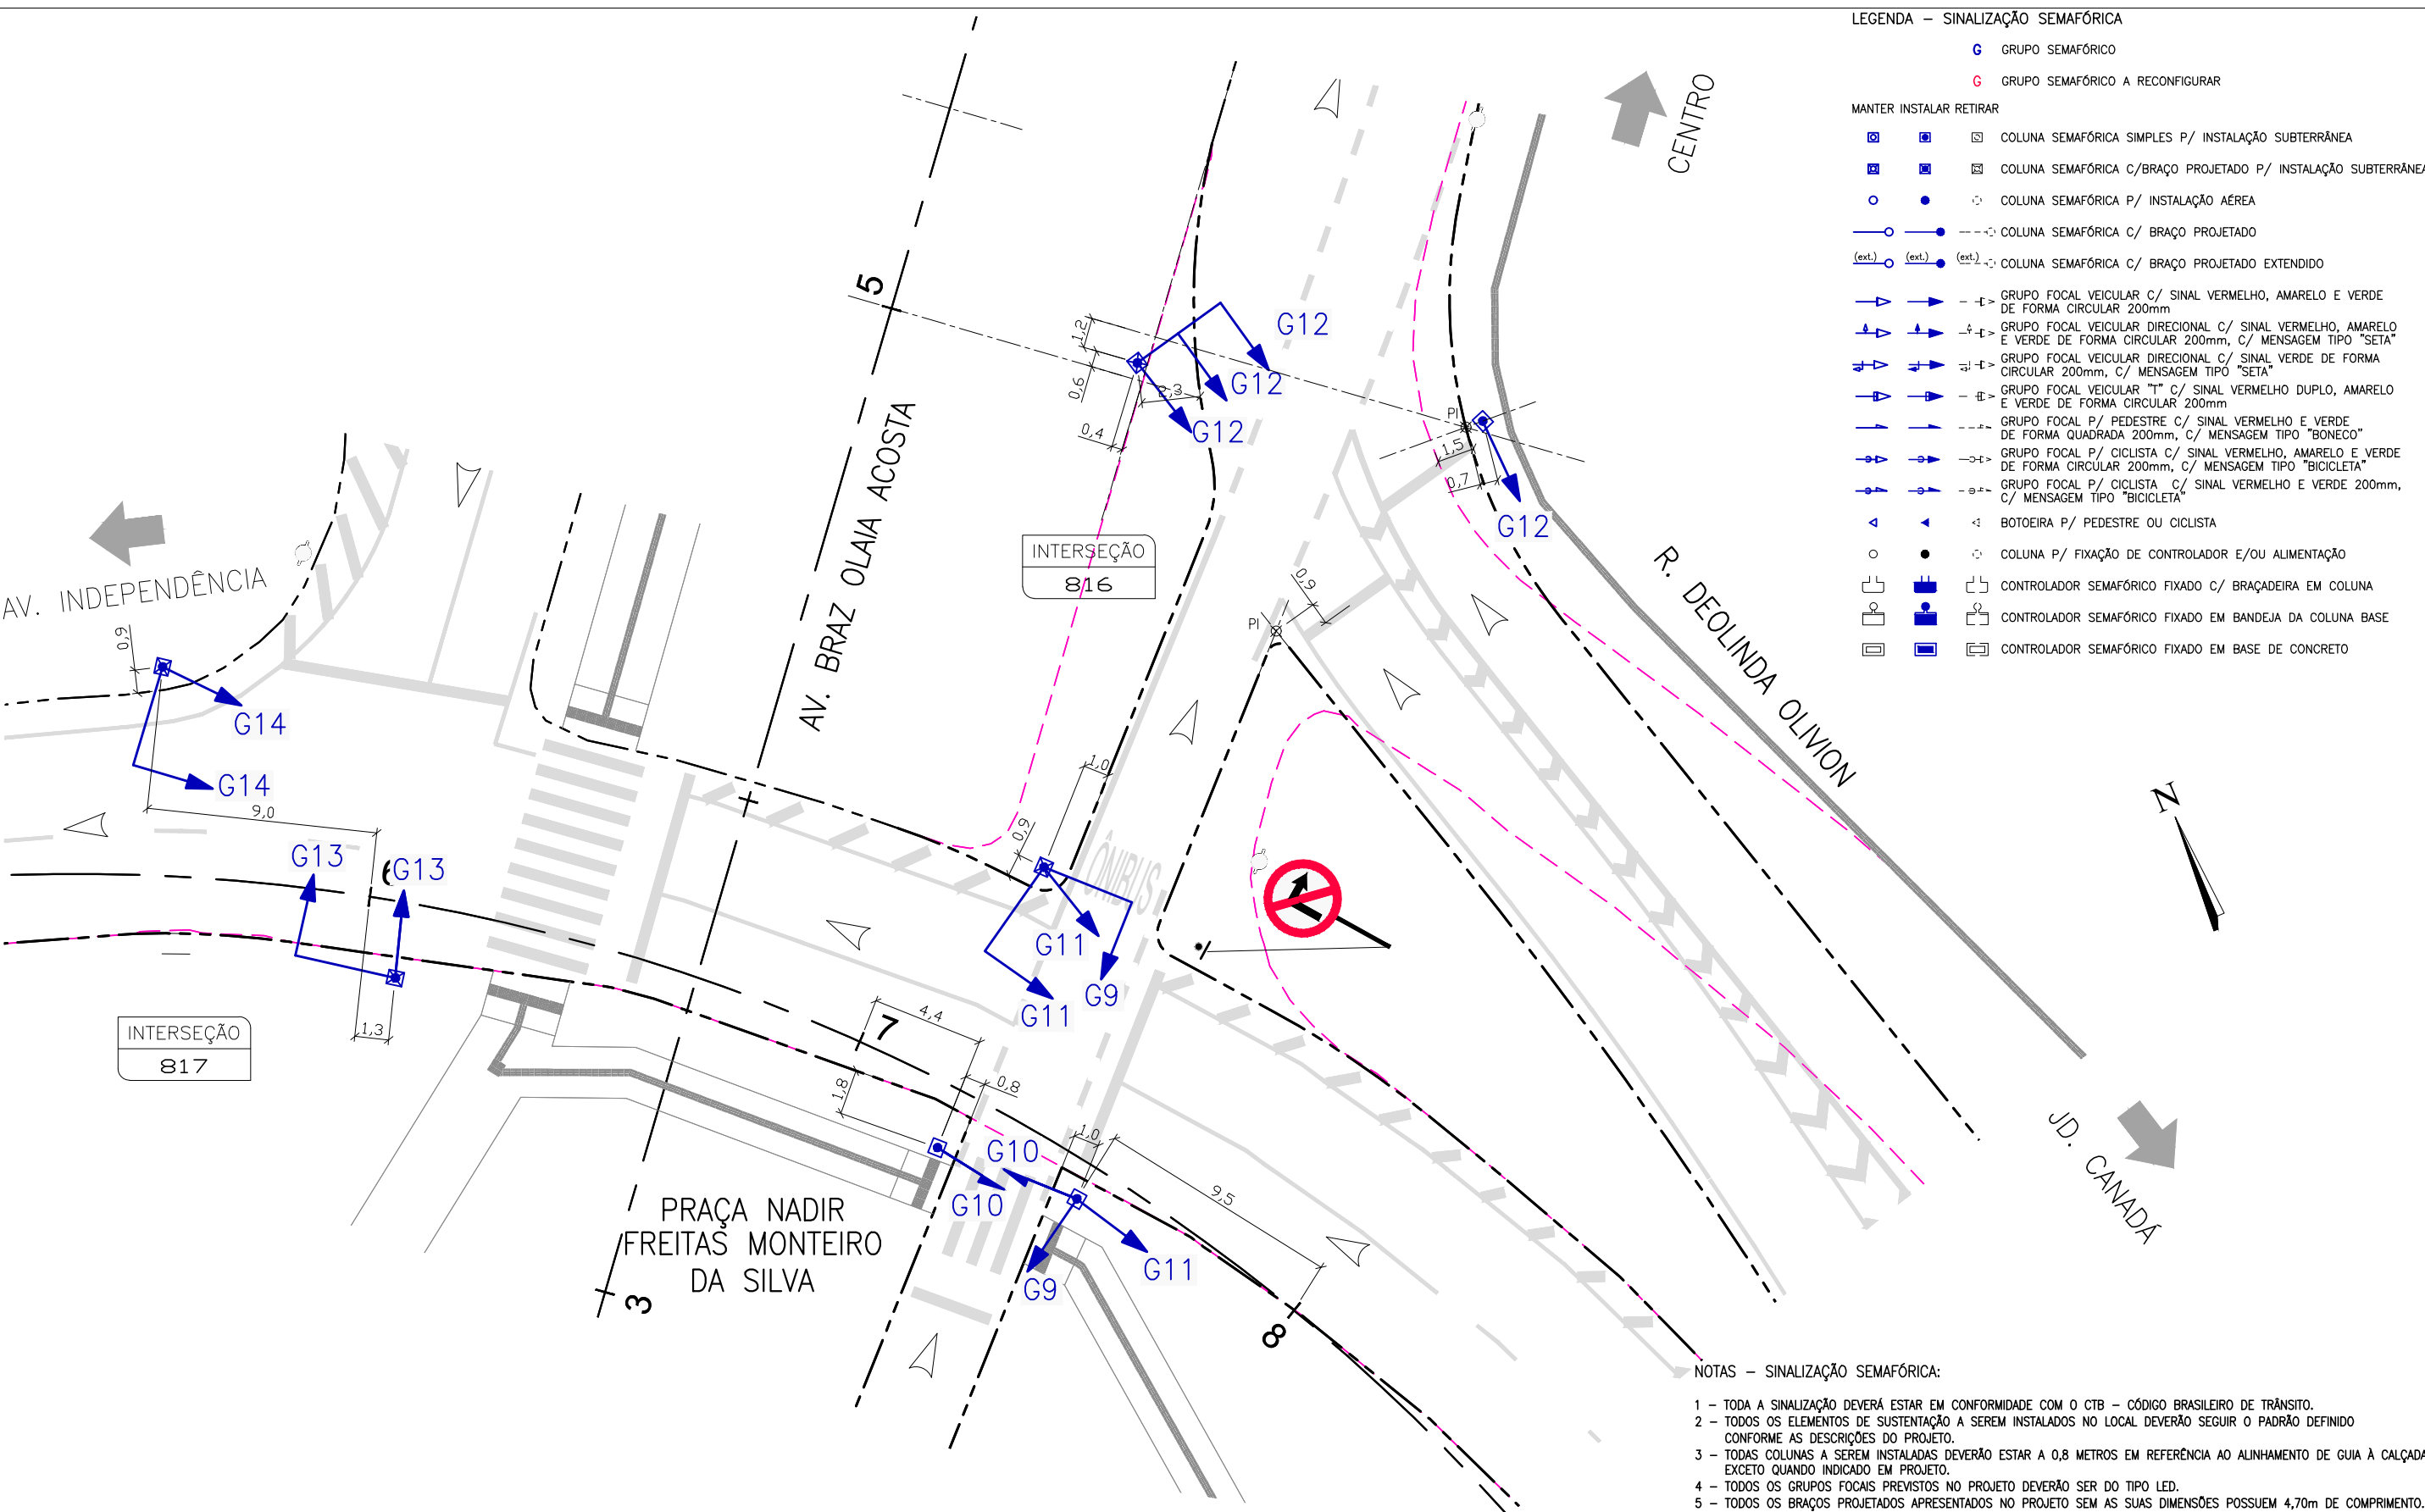 LEGENDA – SINALIZAÇÃO SEMAFÓRICA
G GRUPO SEMAFÓRICO
G GRUPO SEMAFÓRICO A RECONFIGURAR
MANTER INSTALAR RETIRAR
COLUNA SEMAFÓRICA SIMPLES P/ INSTALAÇÃO SUBTERRÂNEA
COLUNA SEMAFÓRICA C/BRAÇO PROJETADO P/ INSTALAÇÃO SUBTERRÂNEA
COLUNA SEMAFÓRICA P/ INSTALAÇÃO AÉREA
COLUNA SEMAFÓRICA C/ BRAÇO PROJETADO
(ext.) (ext.) (ext.) COLUNA SEMAFÓRICA C/ BRAÇO PROJETADO EXTENDIDO
GRUPO FOCAL VEICULAR C/ SINAL VERMELHO, AMARELO E VERDE
DE FORMA CIRCULAR 200mm
GRUPO FOCAL VEICULAR DIRECIONAL C/ SINAL VERMELHO, AMARELO
E VERDE DE FORMA CIRCULAR 200mm, C/ MENSAGEM TIPO "SETA"
GRUPO FOCAL VEICULAR DIRECIONAL C/ SINAL VERDE DE FORMA
CIRCULAR 200mm, C/ MENSAGEM TIPO "SETA"
GRUPO FOCAL VEICULAR "T" C/ SINAL VERMELHO DUPLO, AMARELO
E VERDE DE FORMA CIRCULAR 200mm
GRUPO FOCAL P/ PEDESTRE C/ SINAL VERMELHO E VERDE
DE FORMA QUADRADA 200mm, C/ MENSAGEM TIPO "BONECO"
GRUPO FOCAL P/ CICLISTA C/ SINAL VERMELHO, AMARELO E VERDE
DE FORMA CIRCULAR 200mm, C/ MENSAGEM TIPO "BICICLETA"
GRUPO FOCAL P/ CICLISTA C/ SINAL VERMELHO E VERDE 200mm,
C/ MENSAGEM TIPO "BICICLETA"
BOTOEIRA P/ PEDESTRE OU CICLISTA
COLUNA P/ FIXAÇÃO DE CONTROLADOR E/OU ALIMENTAÇÃO
CONTROLADOR SEMAFÓRICO FIXADO C/ BRAÇADEIRA EM COLUNA
CONTROLADOR SEMAFÓRICO FIXADO EM BANDEJA DA COLUNA BASE
CONTROLADOR SEMAFÓRICO FIXADO EM BASE DE CONCRETO
CENTRO
5
1,2
0,6
0,4
2,3
G12
G12
G12
PI
1,5
0,7
G12
AV. BRAZ OLAIA ACOSTA
INTERSEÇÃO
816
AV. INDEPENDÊNCIA
0,9
G14
G14
9,0
G13
6
G13
1,3
INTERSEÇÃO
817
PI
0,9
R. DEOLINDA OLIVION
1,0
0,9
ÔNIBUS
G11
G9
G11
N
7
4,4
1,8
0,8
1,0
G10
G10
9,5
G11
G9
PRAÇA NADIR
FREITAS MONTEIRO
DA SILVA
3
8
JD. CANADÁ
NOTAS – SINALIZAÇÃO SEMAFÓRICA:
1 – TODA A SINALIZAÇÃO DEVERÁ ESTAR EM CONFORMIDADE COM O CTB – CÓDIGO BRASILEIRO DE TRÂNSITO.
2 – TODOS OS ELEMENTOS DE SUSTENTAÇÃO A SEREM INSTALADOS NO LOCAL DEVERÃO SEGUIR O PADRÃO DEFINIDO
CONFORME AS DESCRIÇÕES DO PROJETO.
3 – TODAS COLUNAS A SEREM INSTALADAS DEVERÃO ESTAR A 0,8 METROS EM REFERÊNCIA AO ALINHAMENTO DE GUIA À CALÇADA
EXCETO QUANDO INDICADO EM PROJETO.
4 – TODOS OS GRUPOS FOCAIS PREVISTOS NO PROJETO DEVERÃO SER DO TIPO LED.
5 – TODOS OS BRAÇOS PROJETADOS APRESENTADOS NO PROJETO SEM AS SUAS DIMENSÕES POSSUEM 4,70m DE COMPRIMENTO.